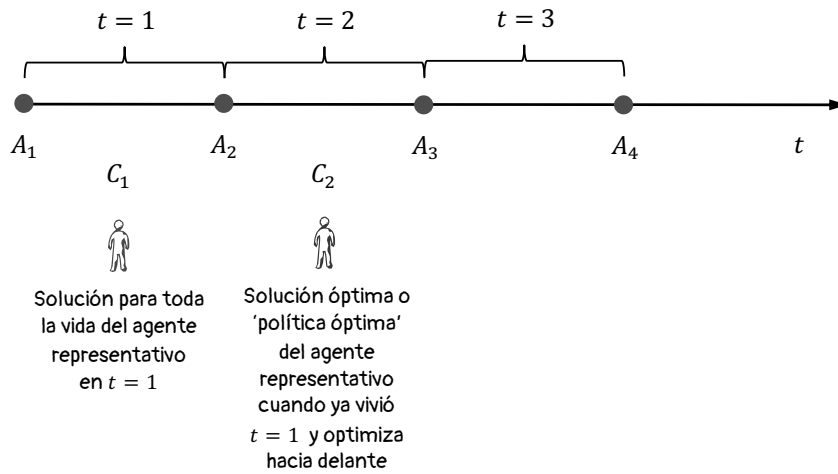 t = 1
t = 2
t = 3
A₁
A₂
A₃
A₄
t
C₁
C₂
Solución para toda
la vida del agente
representativo
en t = 1
Solución óptima o
‘política óptima’
del agente
representativo
cuando ya vivió
t = 1 y optimiza
hacia delante